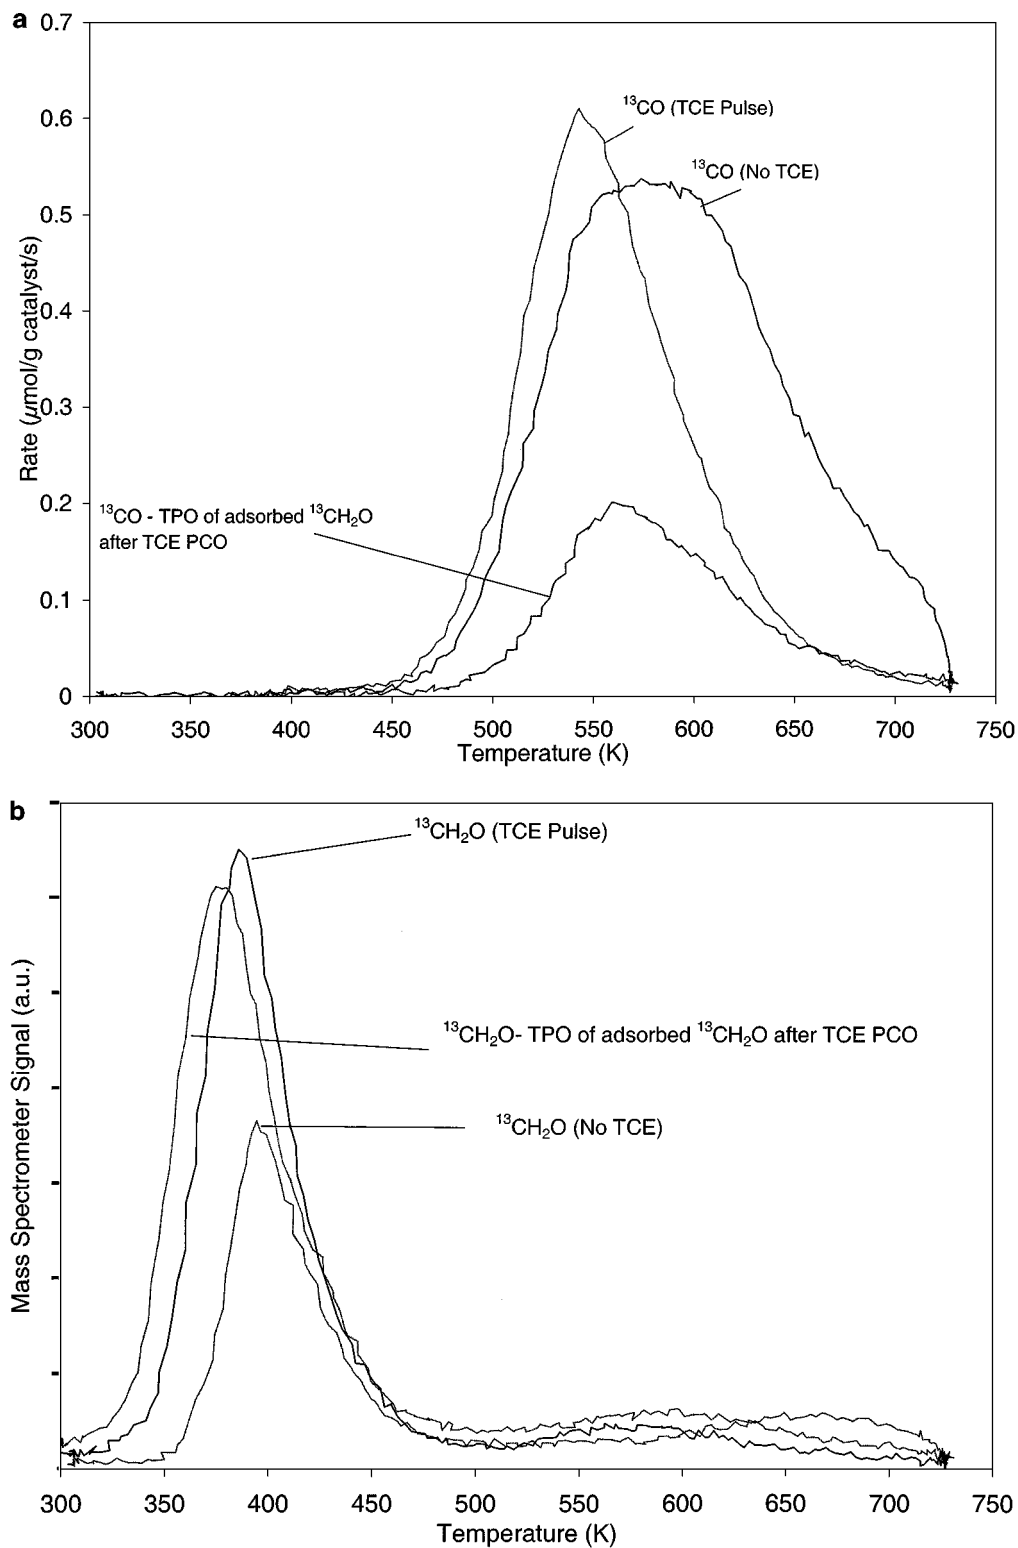 a
0.7
0.6
0.5
0.4
0.3
0.2
0.1
0
Rate (μmol/g catalyst/s)
¹³CO (TCE Pulse)
¹³CO (No TCE)
¹³CO - TPO of adsorbed ¹³CH₂O
after TCE PCO
300 350 400 450 500 550 600 650 700 750
Temperature (K)
b
Mass Spectrometer Signal (a.u.)
¹³CH₂O (TCE Pulse)
¹³CH₂O- TPO of adsorbed ¹³CH₂O after TCE PCO
¹³CH₂O (No TCE)
300 350 400 450 500 550 600 650 700 750
Temperature (K)